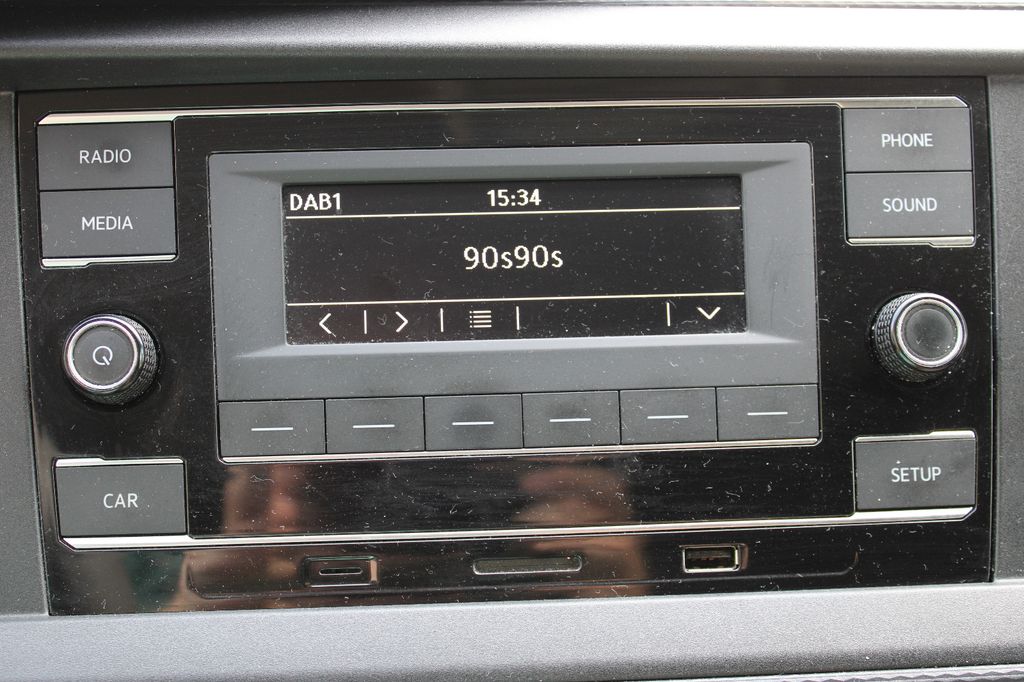 RADIO
PHONE
MEDIA
SOUND
DAB1 15:34
90s90s
CAR
SETUP